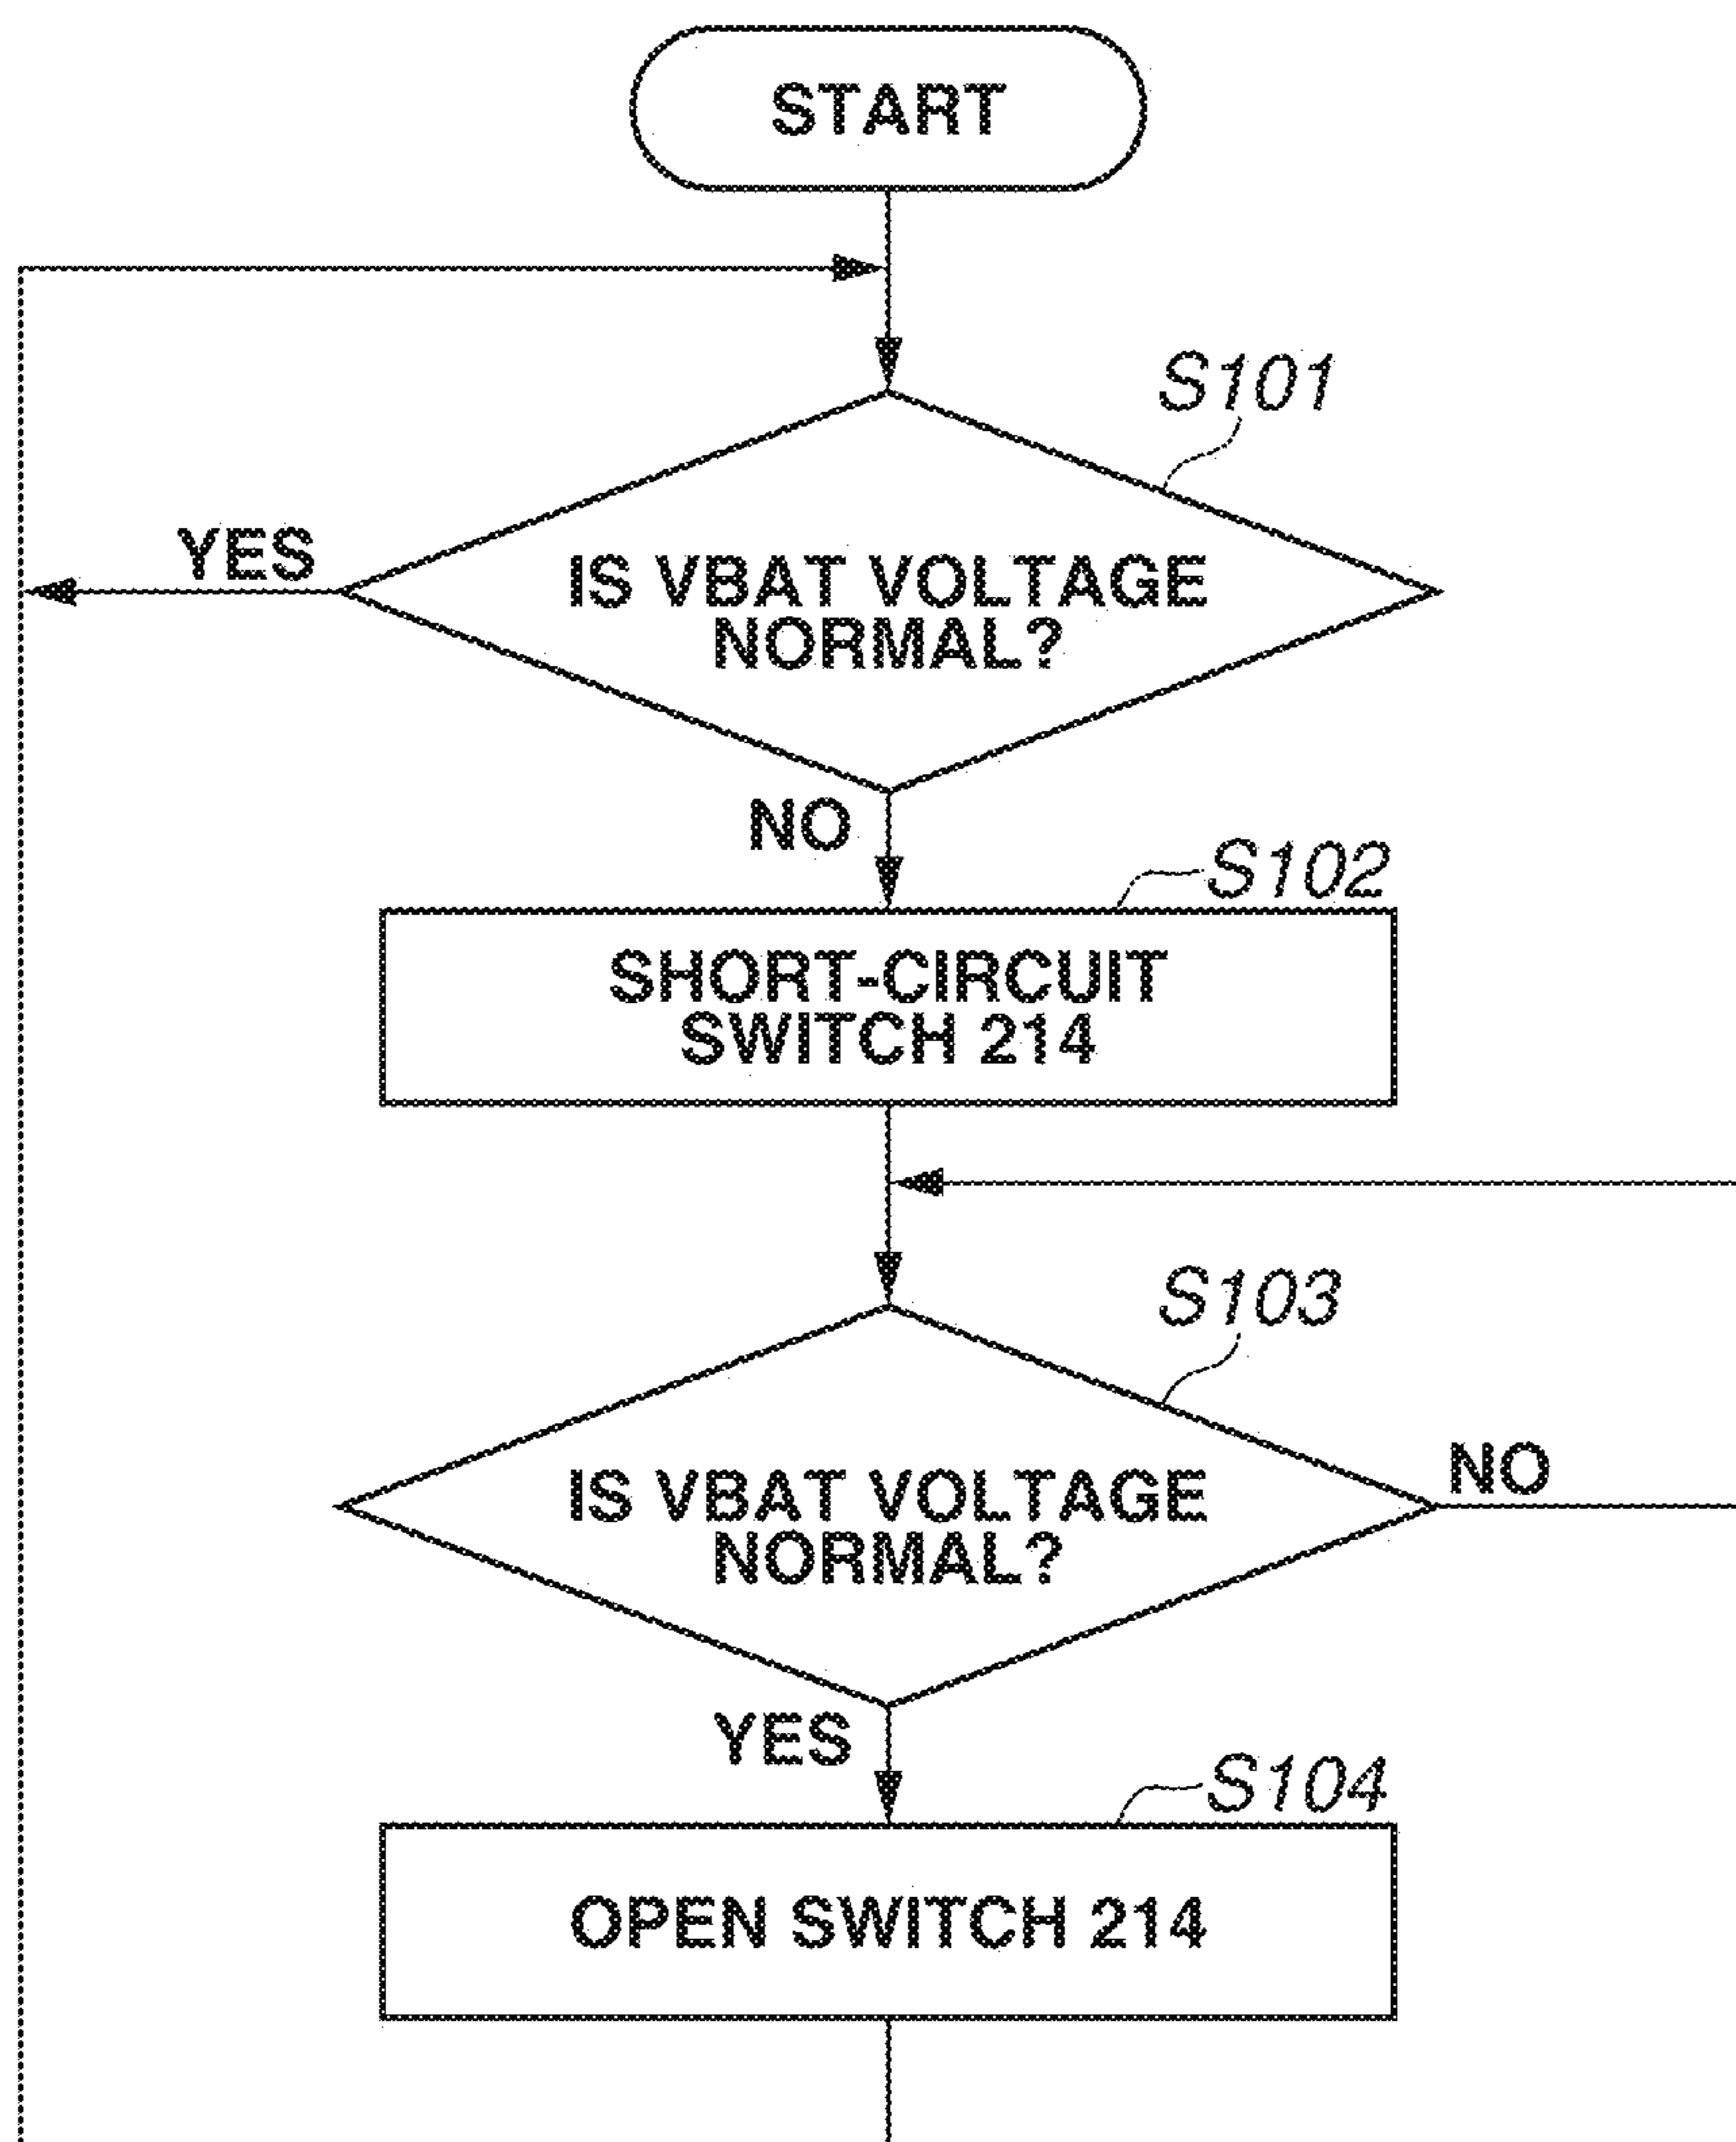 START
S101
YES
IS VBAT VOLTAGE
NORMAL?
NO
S102
SHORT-CIRCUIT
SWITCH 214
S103
IS VBAT VOLTAGE
NORMAL?
NO
YES
S104
OPEN SWITCH 214